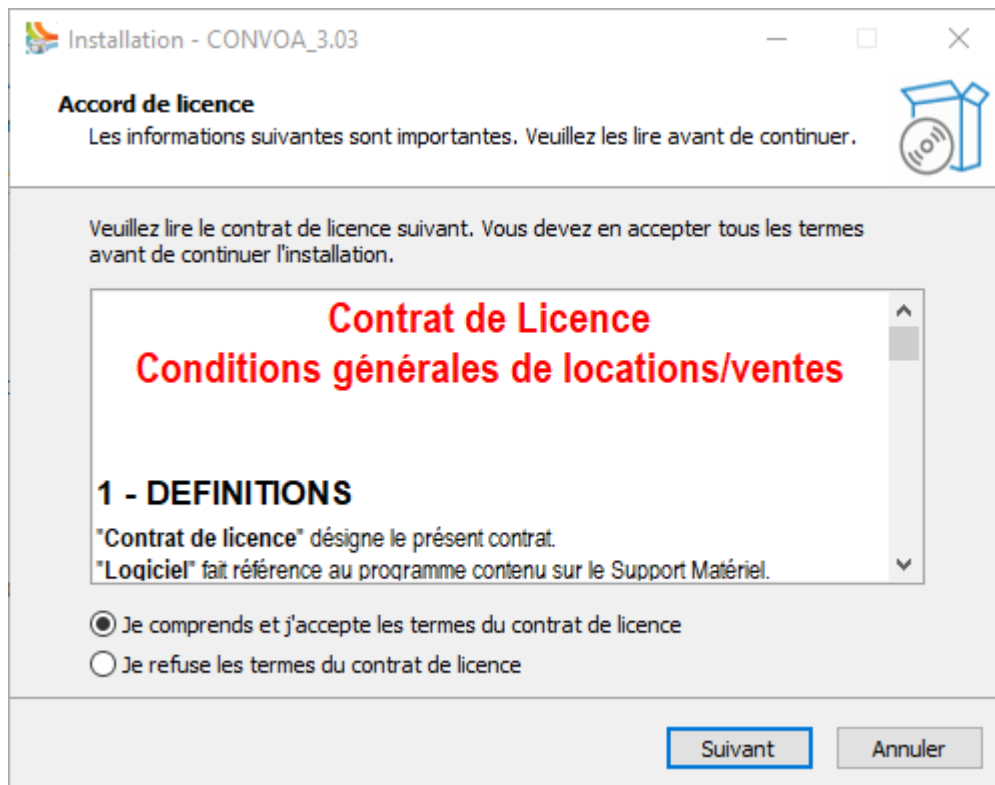 Installation - CONVOA_3.03
Accord de licence
Les informations suivantes sont importantes. Veuillez les lire avant de continuer.
Veuillez lire le contrat de licence suivant. Vous devez en accepter tous les termes
avant de continuer l'installation.
Contrat de Licence
Conditions générales de locations/ventes
1 - DEFINITIONS
"Contrat de licence" désigne le présent contrat.
"Logiciel" fait référence au programme contenu sur le Support Matériel.
Je comprends et j'accepte les termes du contrat de licence
Je refuse les termes du contrat de licence
Suivant
Annuler